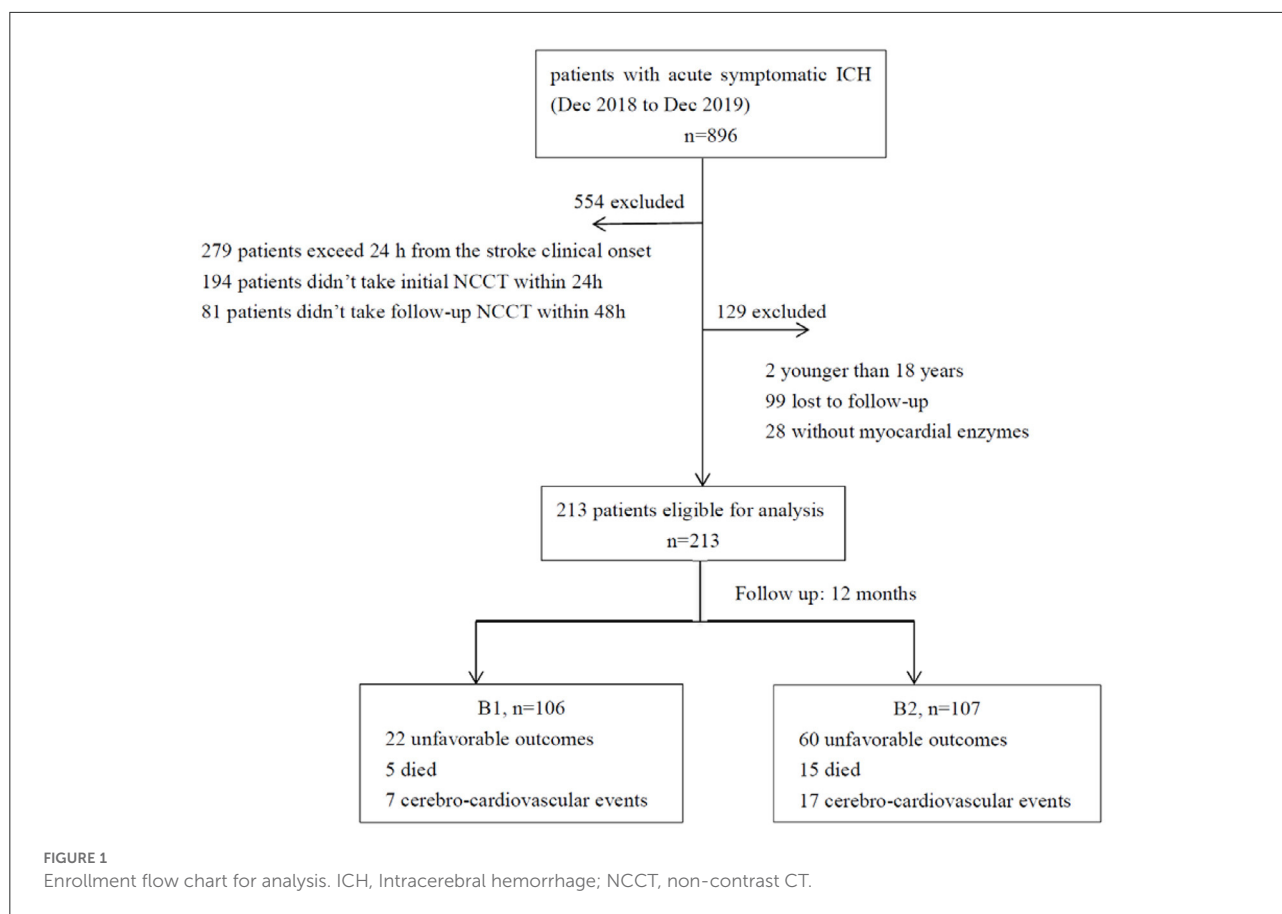 patients with acute symptomatic ICH
(Dec 2018 to Dec 2019)
n=896
554 excluded
279 patients exceed 24 h from the stroke clinical onset
194 patients didn't take initial NCCT within 24h
81 patients didn't take follow-up NCCT within 48h
129 excluded
2 younger than 18 years
99 lost to follow-up
28 without myocardial enzymes
213 patients eligible for analysis
n=213
Follow up: 12 months
B1, n=106
22 unfavorable outcomes
5 died
7 cerebro-cardiovascular events
B2, n=107
60 unfavorable outcomes
15 died
17 cerebro-cardiovascular events
FIGURE 1
Enrollment flow chart for analysis. ICH, Intracerebral hemorrhage; NCCT, non-contrast CT.